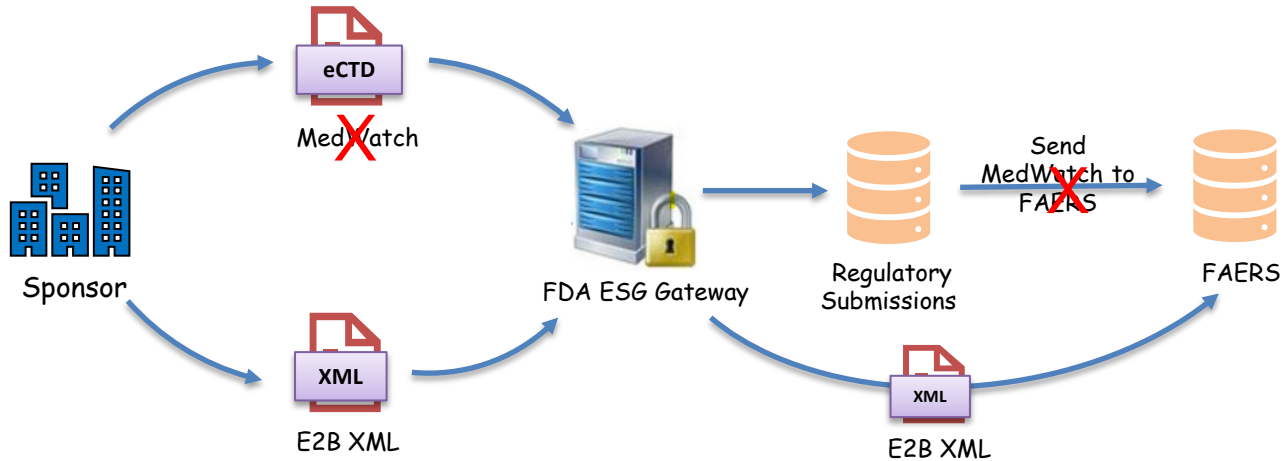 eCTD
MedWatch
X
Sponsor
XML
E2B XML
FDA ESG Gateway
Regulatory
Submissions
Send
MedWatch to
FAERS
X
FAERS
XML
E2B XML